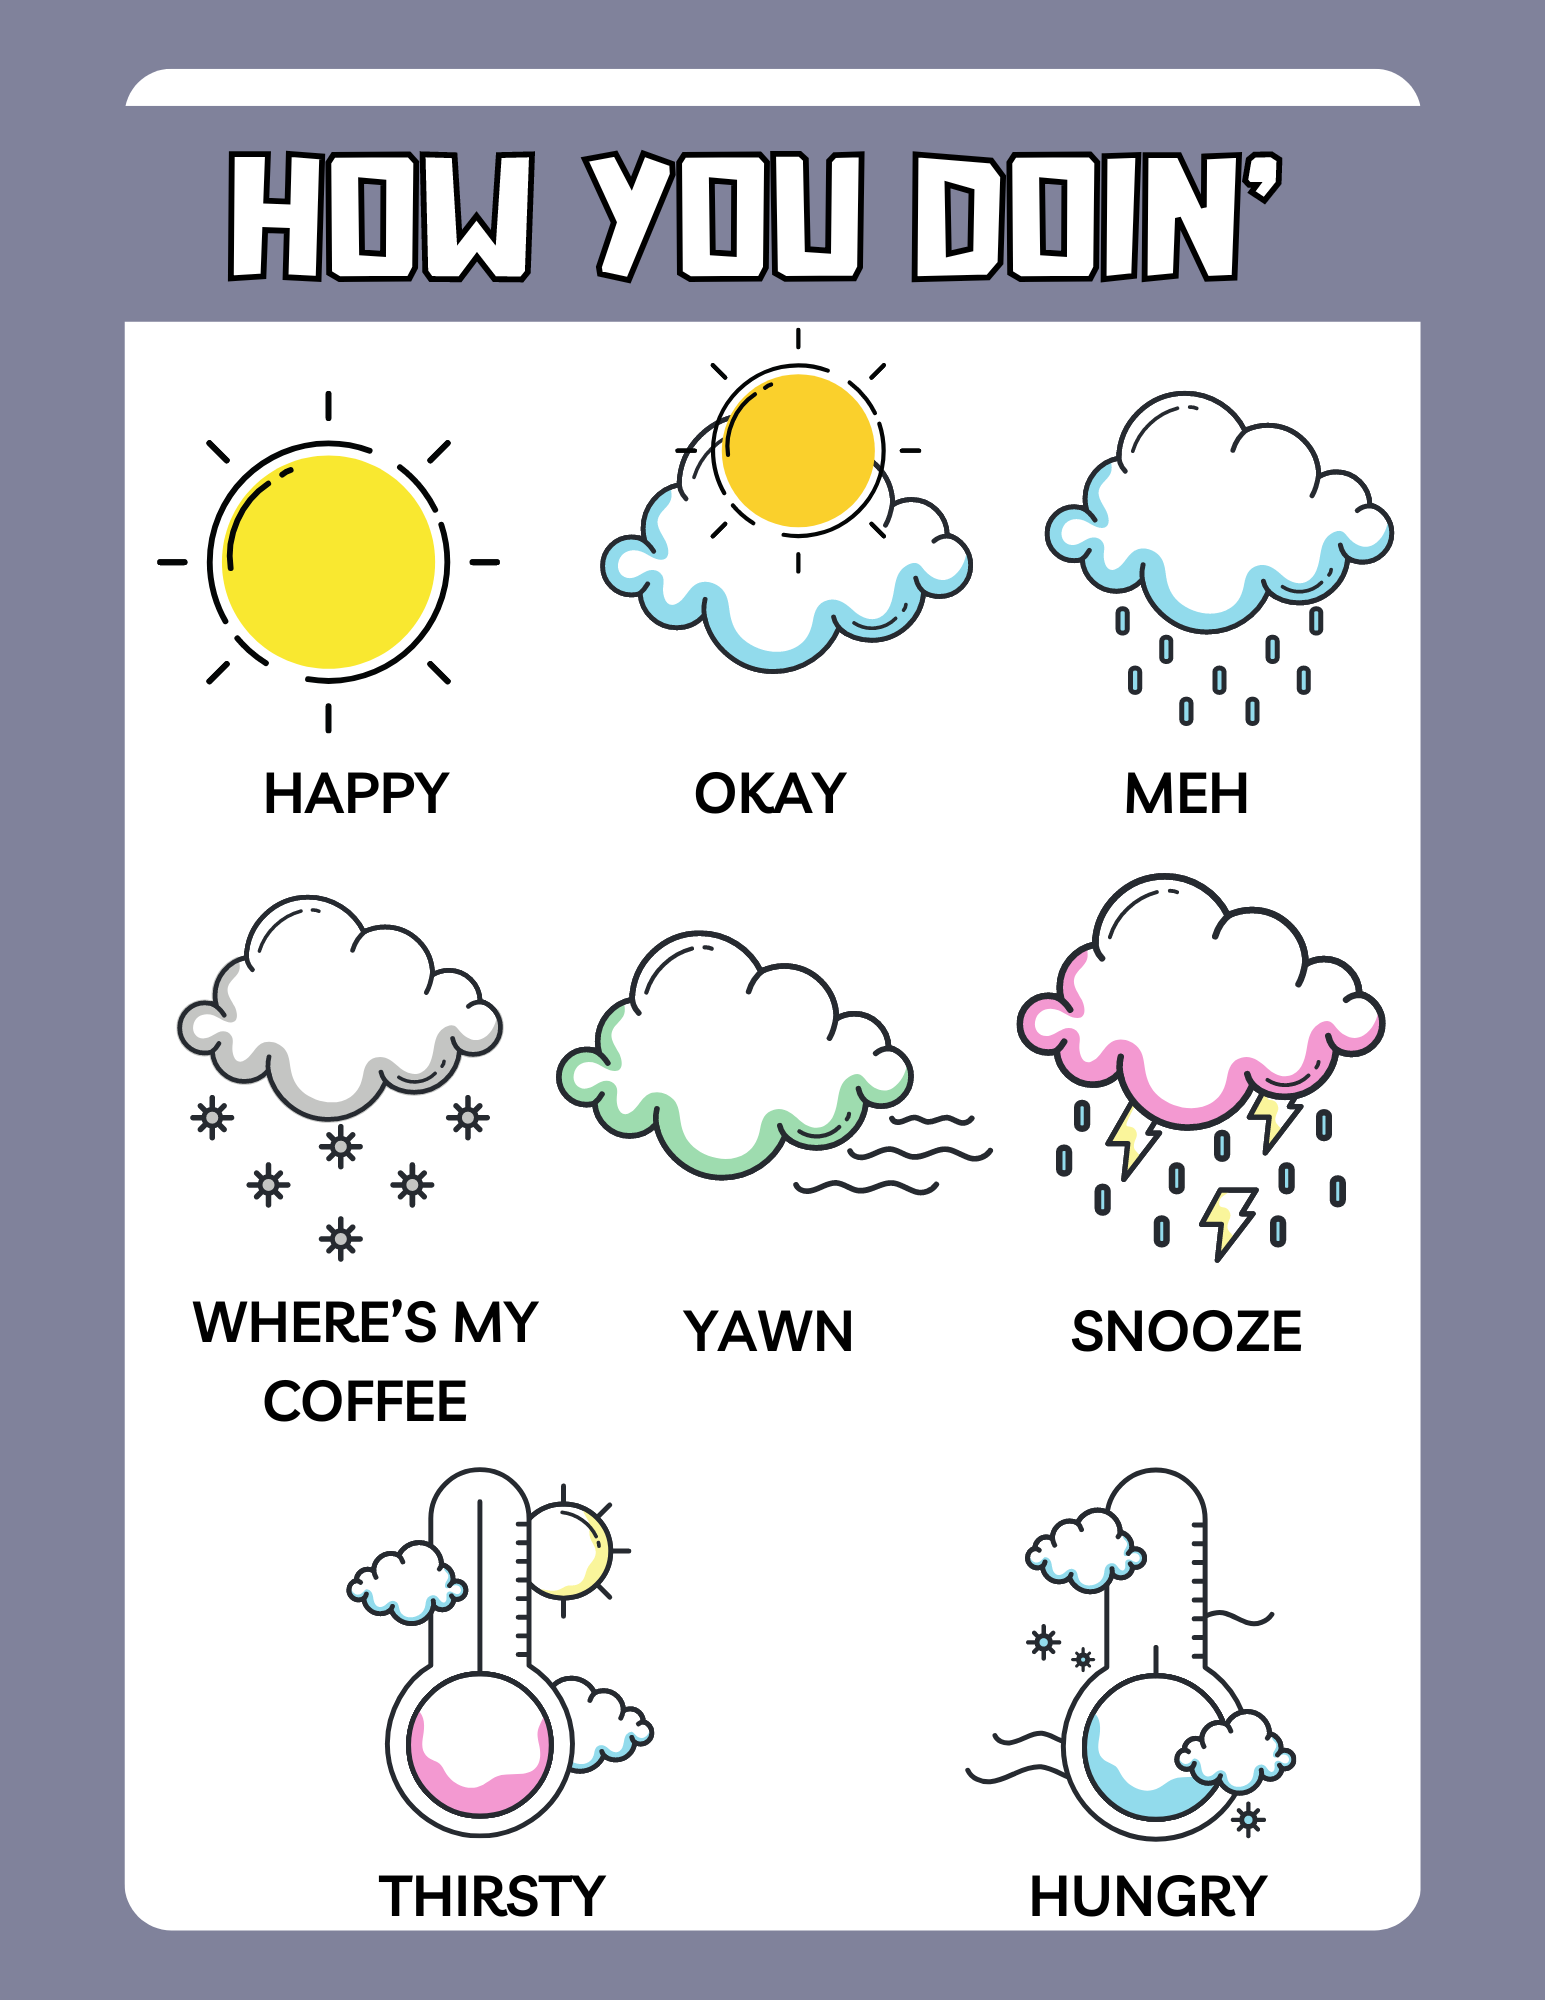 HOW YOU DOIN’
HAPPY
OKAY
MEH
WHERE’S MY
COFFEE
YAWN
SNOOZE
THIRSTY
HUNGRY